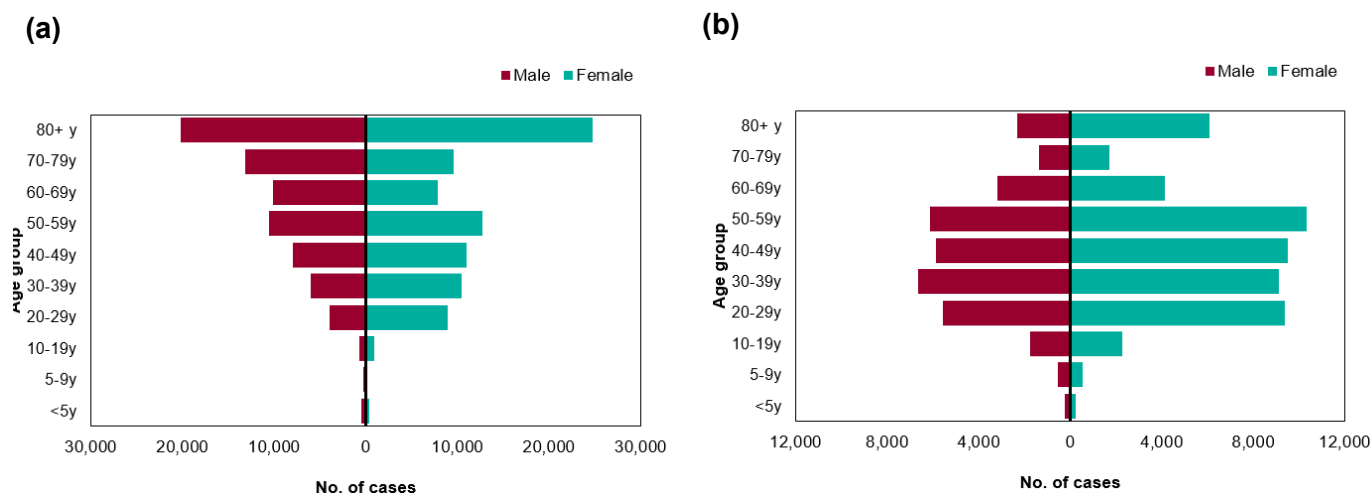 (a)
Male Female
80+ y
70-79y
60-69y
50-59y
40-49y
30-39y
20-29y
10-19y
5-9y
<5y
Age group
30,000 20,000 10,000 0 10,000 20,000 30,000
No. of cases
(b)
Male Female
80+ y
70-79y
60-69y
50-59y
40-49y
30-39y
20-29y
10-19y
5-9y
<5y
Age group
12,000 8,000 4,000 0 4,000 8,000 12,000
No. of cases